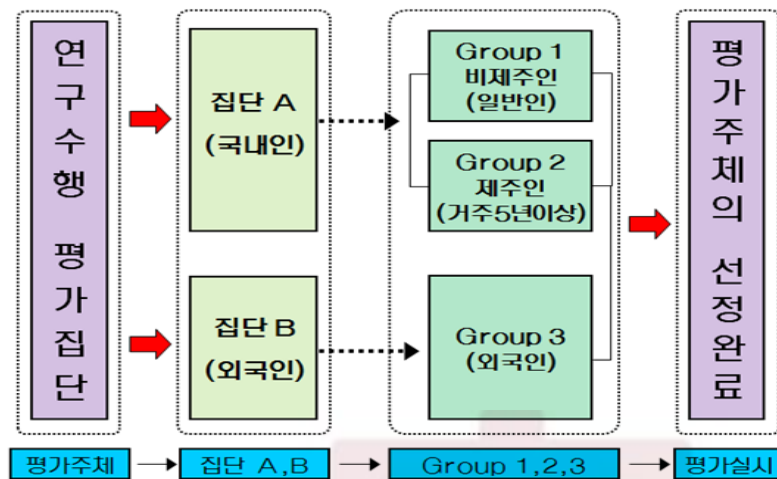 연구수행 평가집단
집단 A
(국내인)
집단 B
(외국인)
Group 1
비제주인
(일반인)
Group 2
제주인
(거주5년이상)
Group 3
(외국인)
평가주체의 선정완료
평가주체
집단 A,B
Group 1,2,3
평가실시